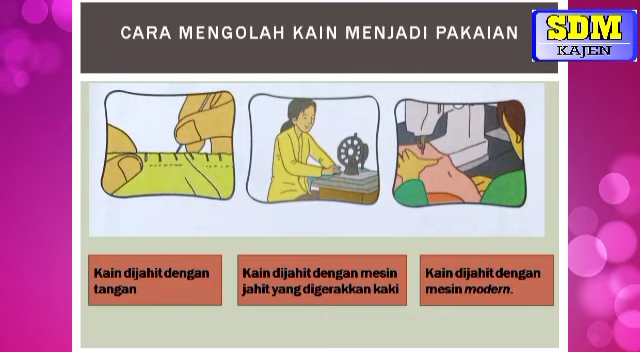 CARA MENGOLAH KAIN MENJADI PAKAIAN
SDM
KAJEN
Kain dijahit dengan
tangan
Kain dijahit dengan mesin
jahit yang digerakkan kaki
Kain dijahit dengan
mesin modern.